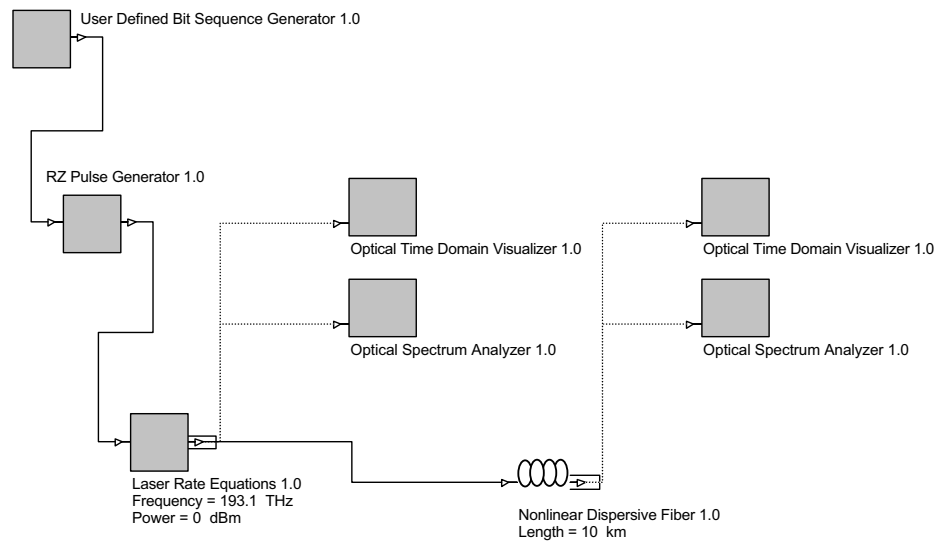 User Defined Bit Sequence Generator 1.0
RZ Pulse Generator 1.0
Optical Time Domain Visualizer 1.0
Optical Time Domain Visualizer 1.0
Optical Spectrum Analyzer 1.0
Optical Spectrum Analyzer 1.0
Laser Rate Equations 1.0
Frequency = 193.1 THz
Power = 0 dBm
Nonlinear Dispersive Fiber 1.0
Length = 10 km